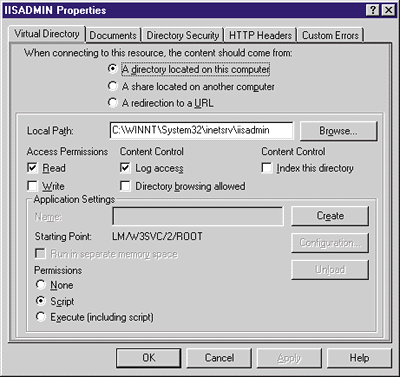 IISADMIN Properties
Virtual Directory Documents Directory Security HTTP Headers Custom Errors
When connecting to this resource, the content should come from:
A directory located on this computer
A share located on another computer
A redirection to a URL
Local Path: C:\WINNT\System32\inetsrv\iisadmin Browse...
Access Permissions Content Control Content Control
Read Log access Index this directory
Write Directory browsing allowed
Application Settings
Name: Create
Starting Point: LM/W3SVC/2/ROOT Configuration...
Run in separate memory space
Unload
Permissions
None
Script
Execute (including script)
OK Cancel Apply Help